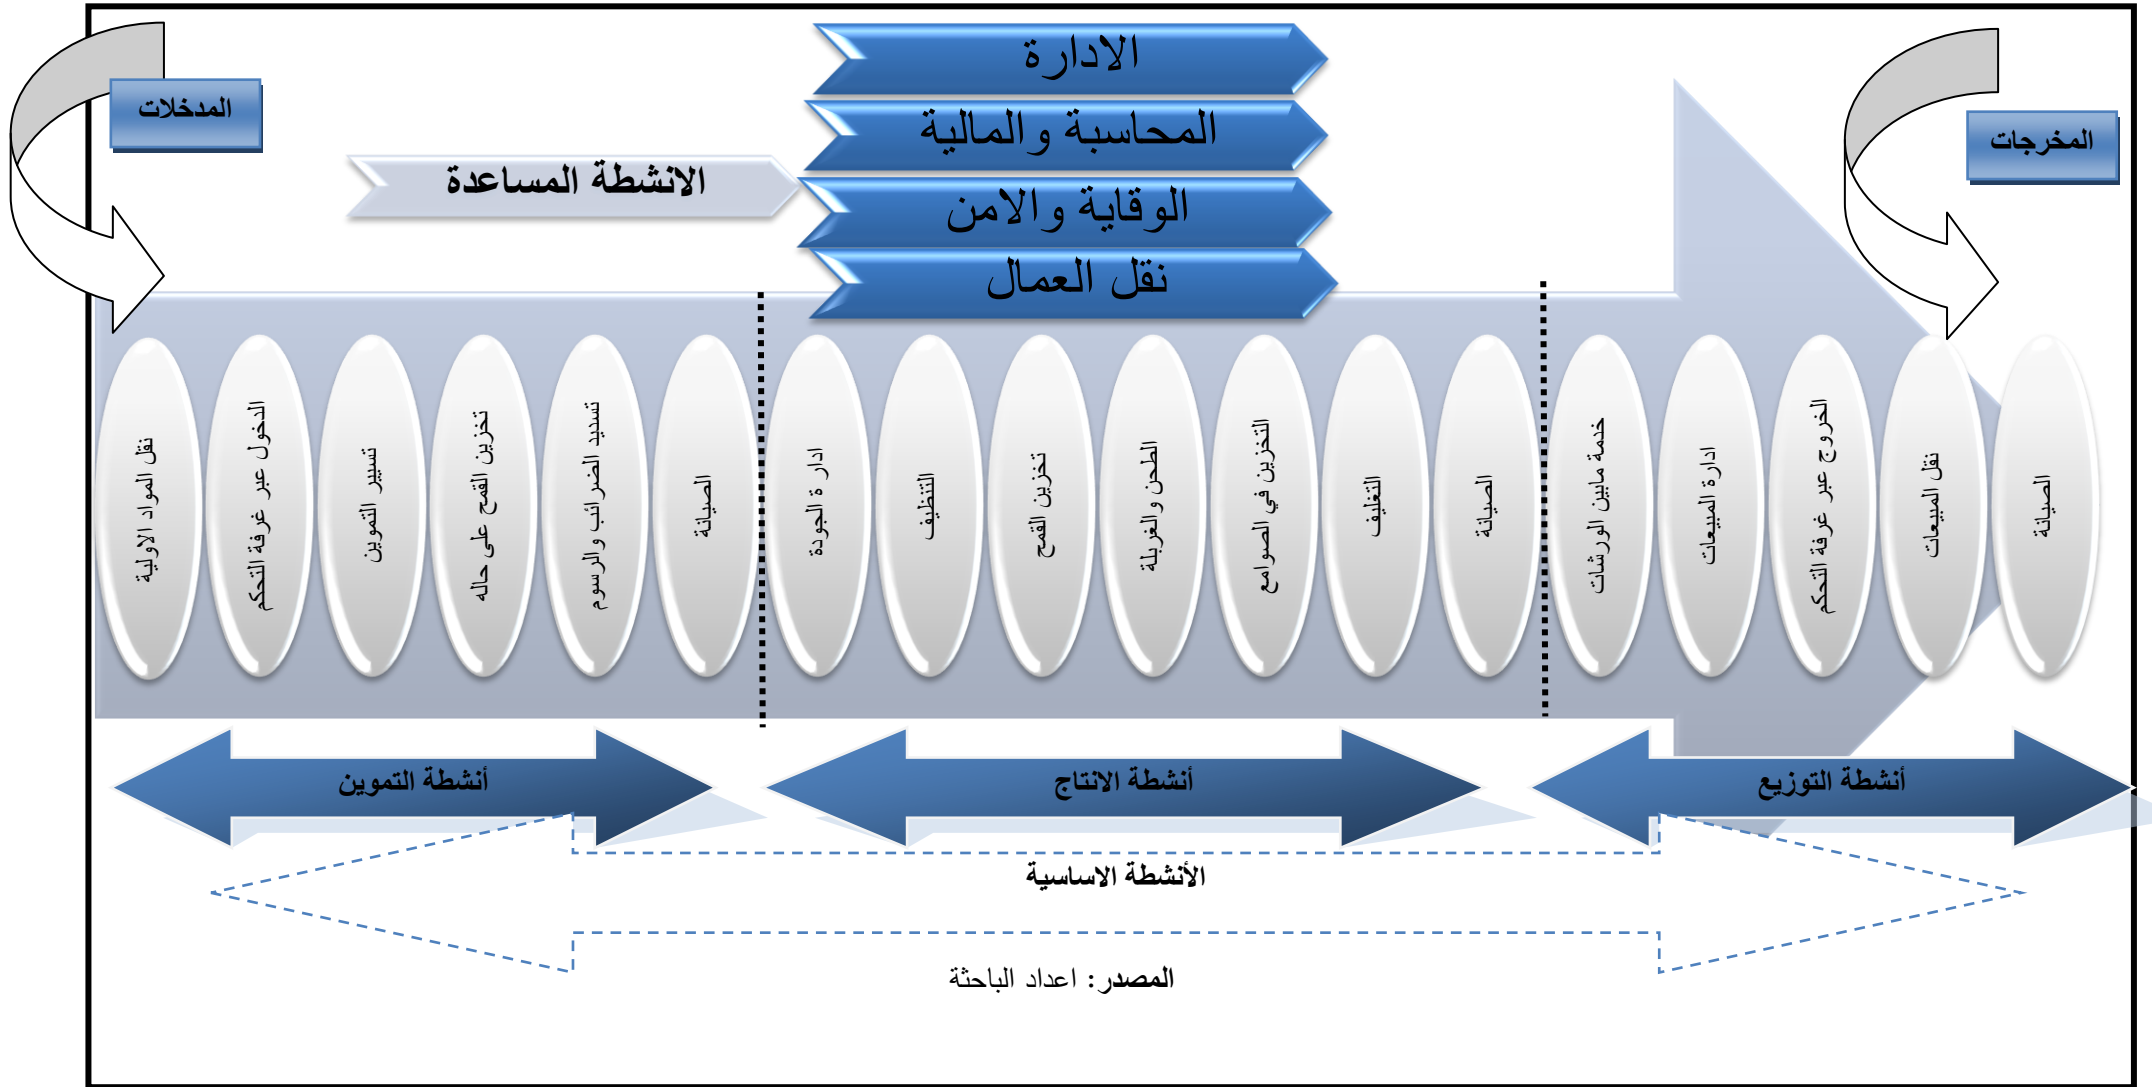 الادارة
المدخلات
المحاسبة والمالية
المخرجات
الانشطة المساعدة
الوقاية والامن
نقل العمال
نقل المواد الاولية
الدخول عبر غرفة التحكم
تسيير التموين
تخزين القمح على حاله
تسديد الضرائب والرسوم
الصيانة
ادار ة الجودة
التنظيف
تخزين القمح
الطحن والغربلة
التخزين في الصوامع
التغليف
الصيانة
خدمة مابين الورشات
ادارة المبيعات
الخروج عبر غرفة التحكم
نقل المبيعات
الصيانة
أنشطة التموين
أنشطة الانتاج
أنشطة التوزيع
الأنشطة الاساسية
المصدر: اعداد الباحثة